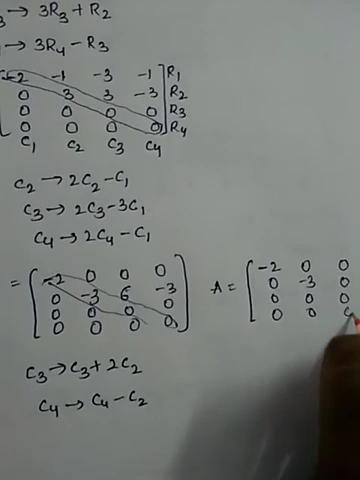 R3 → 3R3 + R2
→ 3R4 - R3
-2 -1 -3 -1 R1
0 3 3 -3 R2
0 0 0 0 R3
0 0 0 0 R4
C1 C2 C3 C4
C2 → 2C2 - C1
C3 → 2C3 - 3C1
C4 → 2C4 - C1
= -2 0 0 0
0 -3 6 -3
0 0 0 0
0 0 0 0
A = -2 0 0
0 -3 0
0 0 0
0 0
C3 → C3 + 2C2
C4 → C4 - C2